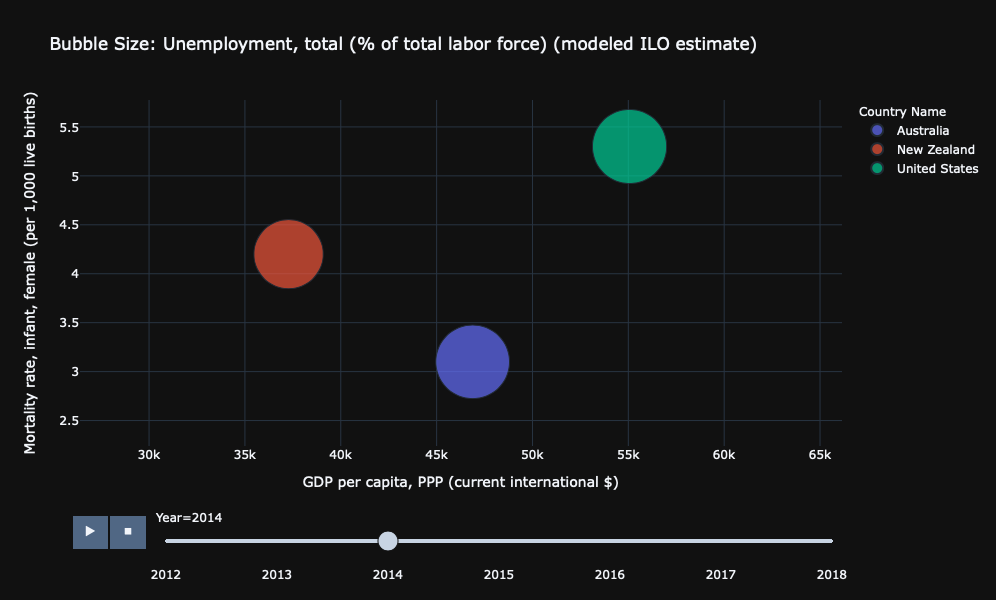 Bubble Size: Unemployment, total (% of total labor force) (modeled ILO estimate)
Mortality rate, infant, female (per 1,000 live births)
5.5
5
4.5
4
3.5
3
2.5
30k 35k 40k 45k 50k 55k 60k 65k
GDP per capita, PPP (current international $)
Country Name
Australia
New Zealand
United States
Year=2014
2012 2013 2014 2015 2016 2017 2018